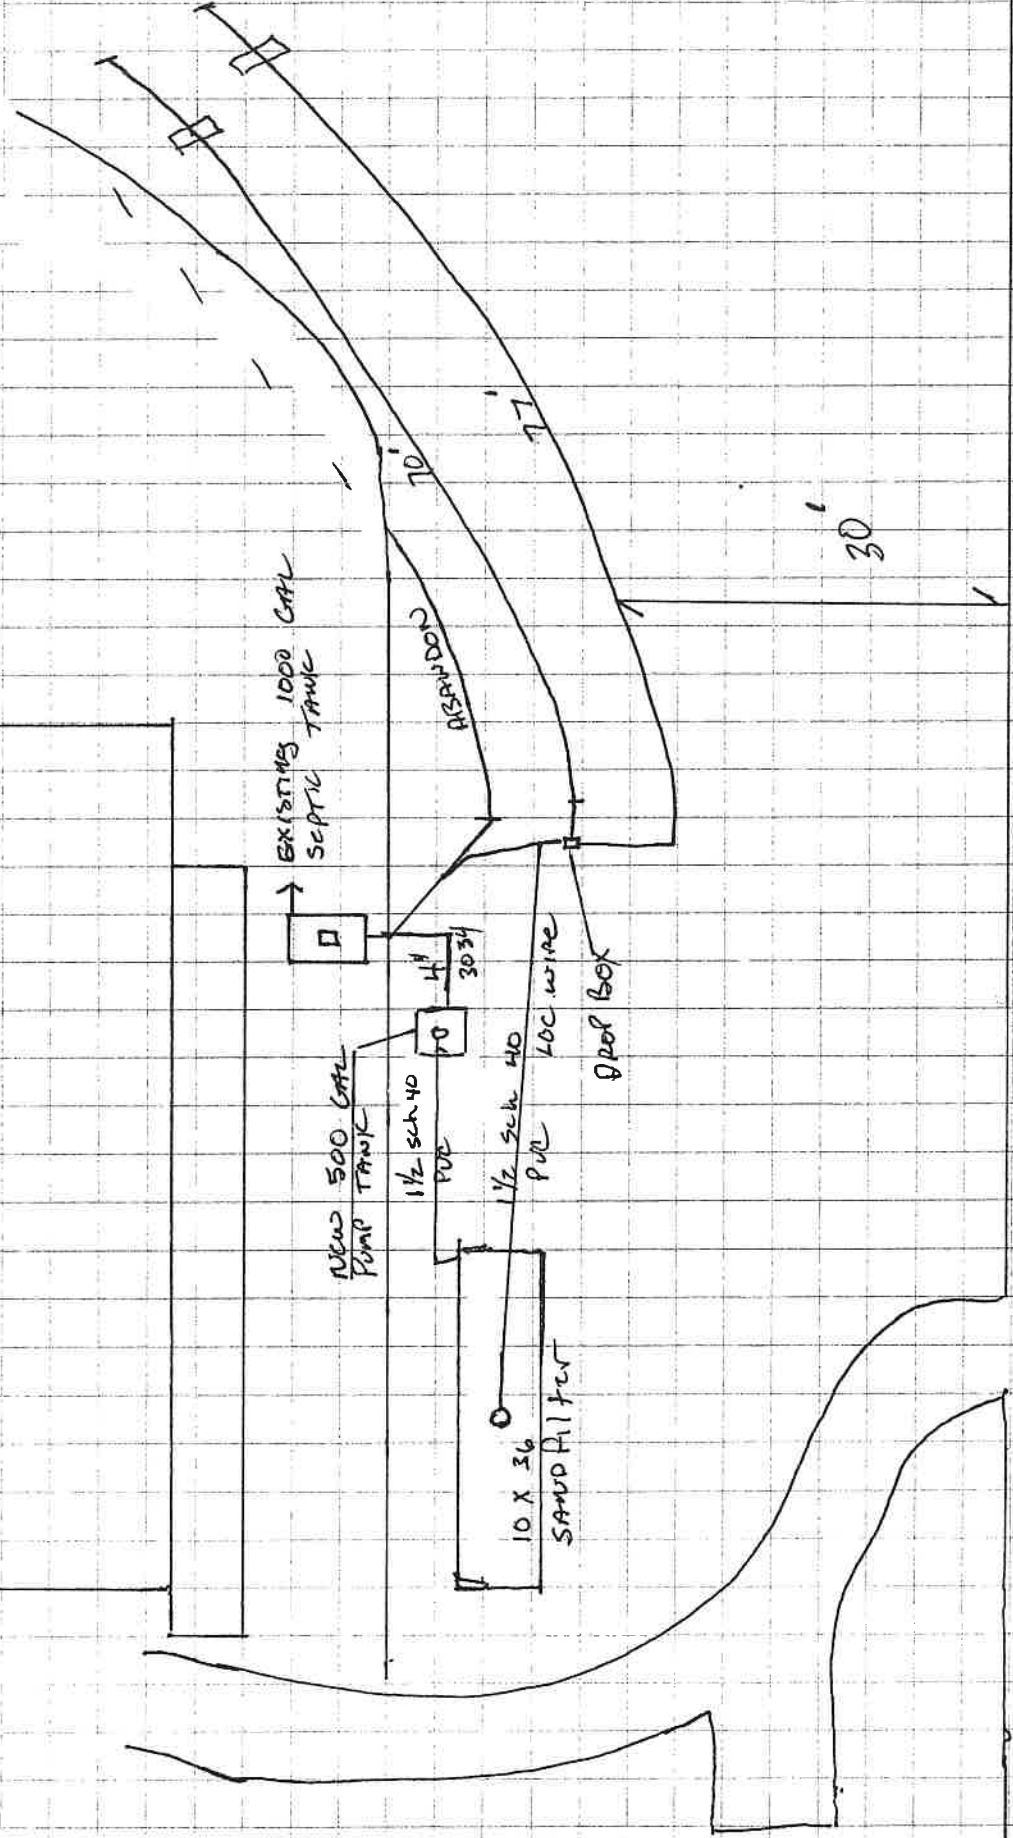 EXISTING 1000 GAL
SEPTIC TANK
70'
77'
30'
ABANDON
4"
3034
NEW 500 GAL
PUMP TANK
1½ sch 40
PVC
1½ sch 40
PVC
LOC wire
DROP BOX
10 X 36
SAND FilTer